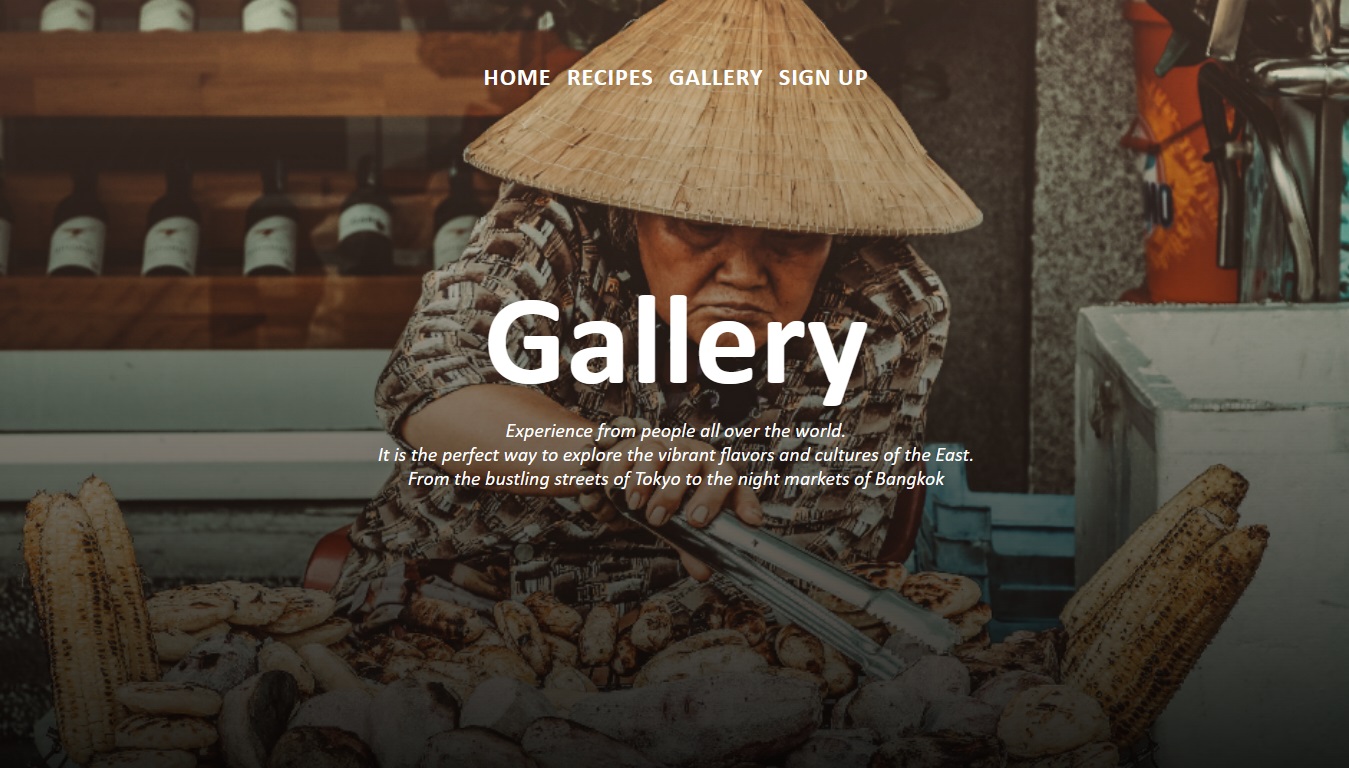 HOME RECIPES GALLERY SIGN UP
Gallery
Experience from people all over the world.
It is the perfect way to explore the vibrant flavors and cultures of the East.
From the bustling streets of Tokyo to the night markets of Bangkok